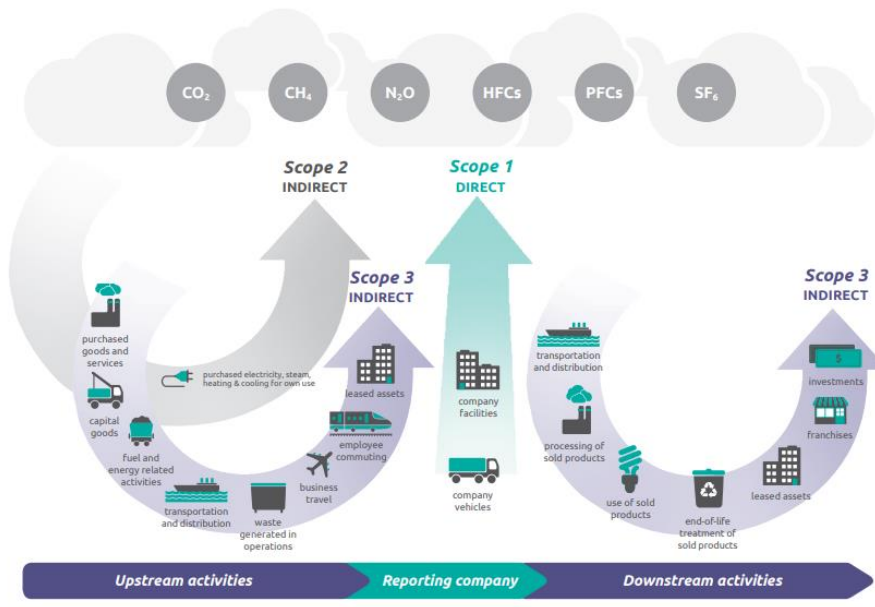 CO₂
CH₄
N₂O
HFCs
PFCs
SF₆
Scope 2
INDIRECT
Scope 1
DIRECT
Scope 3
INDIRECT
Scope 3
INDIRECT
purchased
goods and
services
capital
goods
fuel and
energy related
activities
transportation
and distribution
waste
generated in
operations
business
travel
employee
commuting
leased assets
purchased electricity, steam,
heating & cooling for own use
company
facilities
company
vehicles
transportation
and distribution
processing of
sold products
use of sold
products
end-of-life
treatment of
sold products
leased assets
franchises
investments
$
Upstream activities
Reporting company
Downstream activities